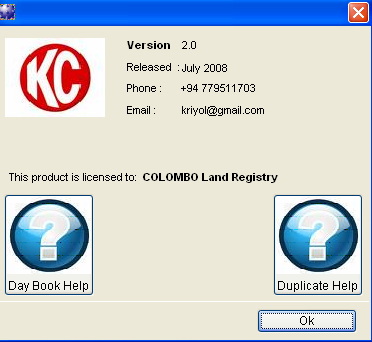 KC
Version 2.0
Released : July 2008
Phone : +94 779511703
Email : kriyol@gmail.com
This product is licensed to: COLOMBO Land Registry
? ?
Day Book Help Duplicate Help
Ok